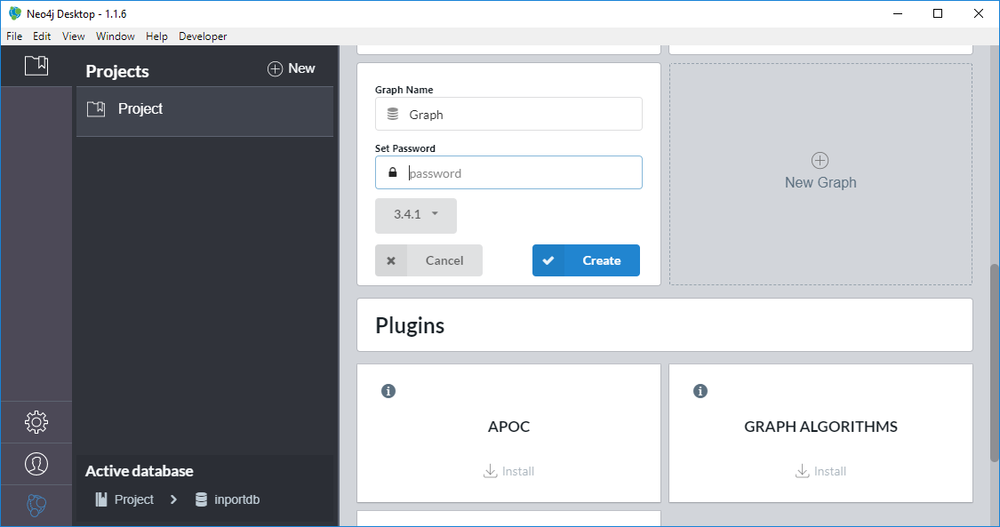 Neo4j Desktop - 1.1.6
File Edit View Window Help Developer
Projects
New
Project
Active database
Project
inportdb
Graph Name
Graph
Set Password
password
3.4.1
Cancel
Create
New Graph
Plugins
APOC
Install
GRAPH ALGORITHMS
Install